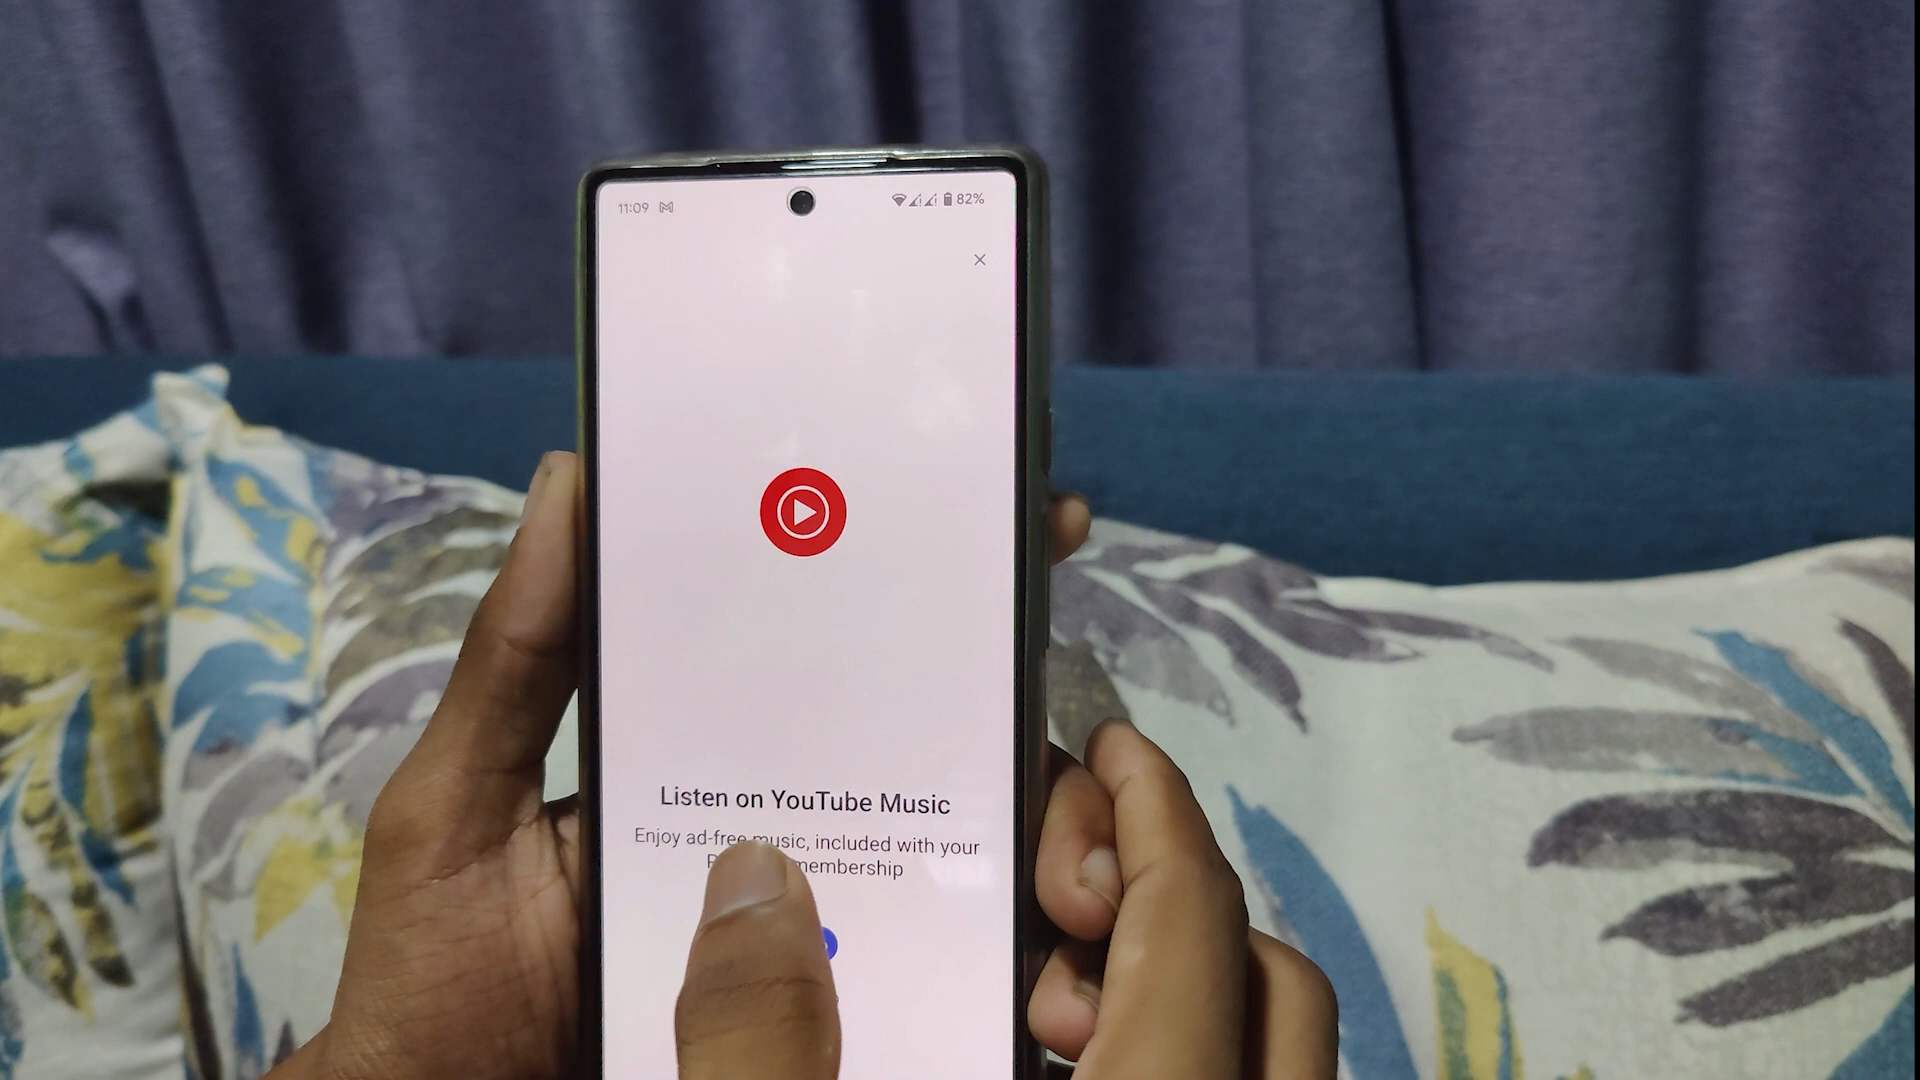 11:09 82%
Listen on YouTube Music
Enjoy ad-free music, included with your
membership